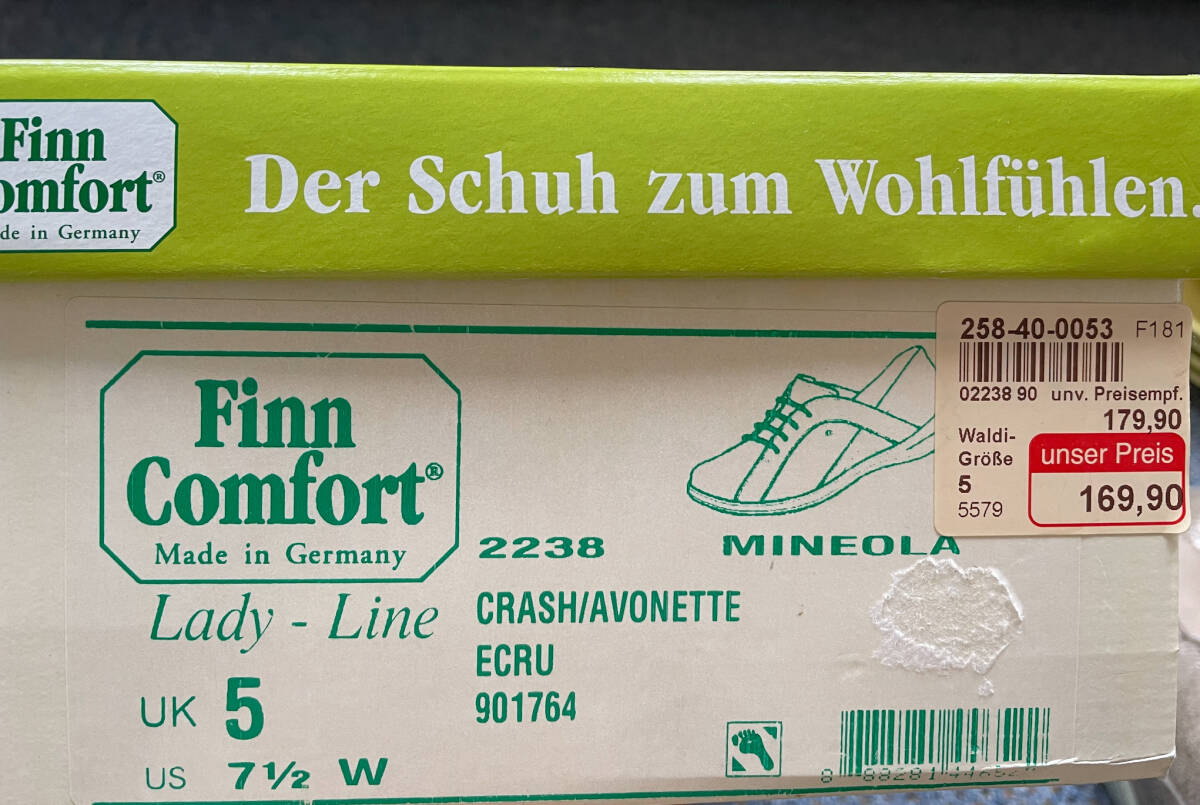 Finn
Comfort®
Made in Germany
Der Schuh zum Wohlfühlen.
258-40-0053 F181
02238 90 unv. Preisempf.
179,90
Waldi-
Größe
5
5579
unser Preis
169,90
Finn
Comfort®
Made in Germany
Lady - Line
2238 MINEOLA
CRASH/AVONETTE
ECRU
901764
UK 5
US 7½ W